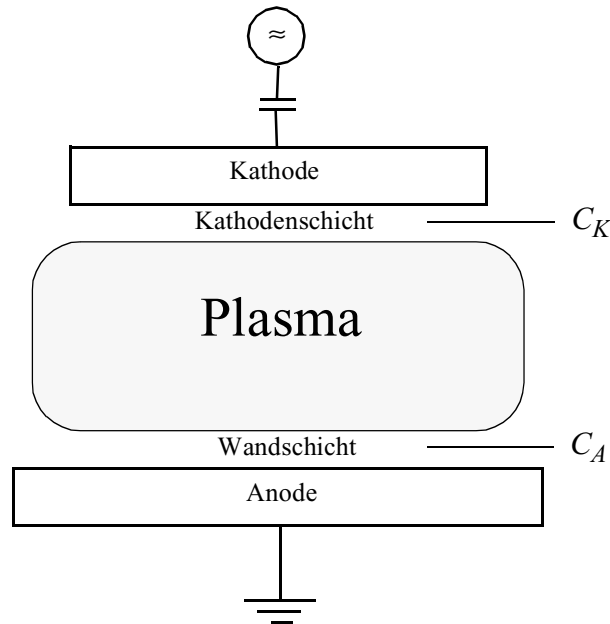 ≈
Kathode
Kathodenschicht
C_K
Plasma
Wandschicht
C_A
Anode